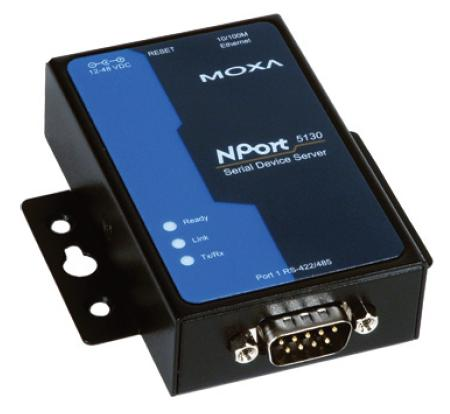 12-48 VDC
RESET
10/100M
Ethernet
MOXA
NPort 5130
Serial Device Server
Ready
Link
Tx/Rx
Port 1 RS-422/485